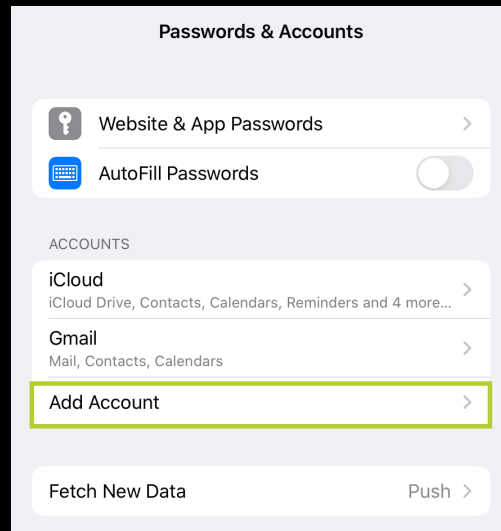 Passwords & Accounts
Website & App Passwords
AutoFill Passwords
ACCOUNTS
iCloud
iCloud Drive, Contacts, Calendars, Reminders and 4 more...
Gmail
Mail, Contacts, Calendars
Add Account
Fetch New Data Push